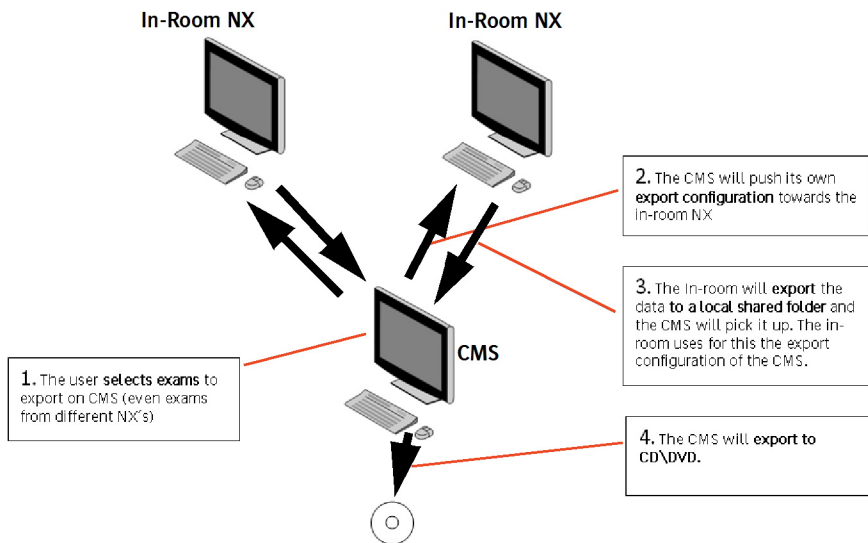 In-Room NX
In-Room NX
2. The CMS will push its own
export configuration towards the
in-room NX
3. The In-room will export the
data to a local shared folder and
the CMS will pick it up. The in-
room uses for this the export
configuration of the CMS.
CMS
1. The user selects exams to
export on CMS (even exams
from different NX´s)
4. The CMS will export to
CD\DVD.